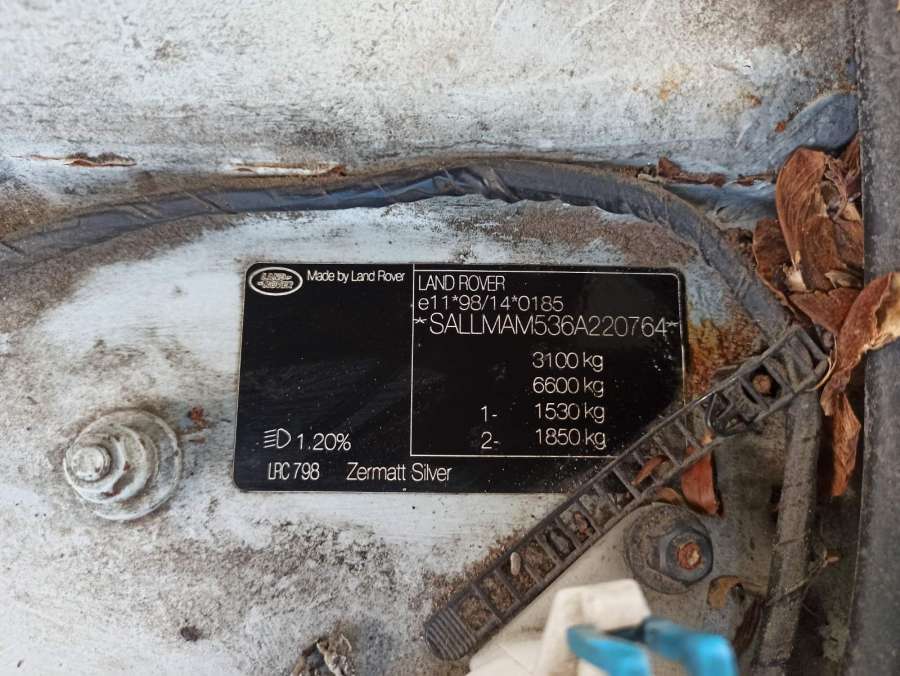 LAND-
-ROVER
Made by Land Rover
LAND ROVER
e11*98/14*0185
*SALLMAM536A220764*
3100 kg
6600 kg
1- 1530 kg
2- 1850 kg
1.20%
LRC 798 Zermatt Silver